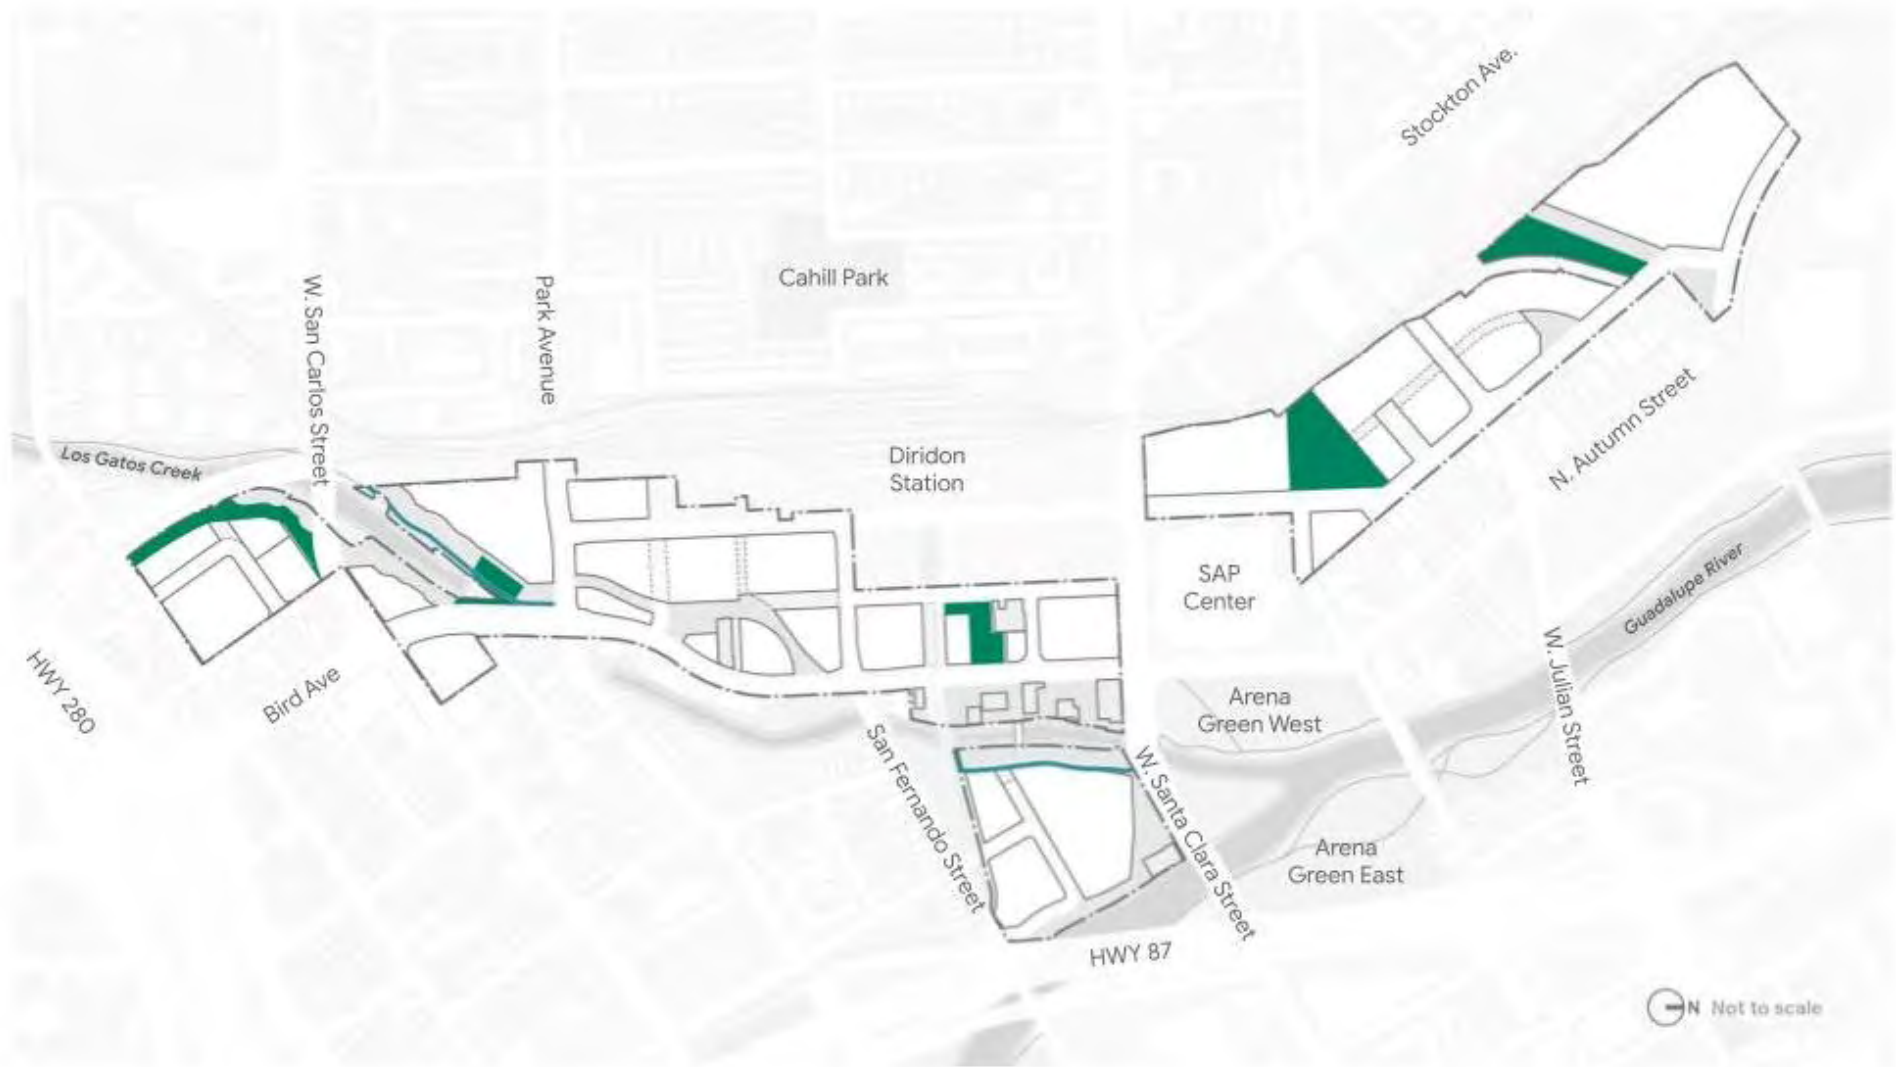 Stockton Ave.
Cahill Park
W. San Carlos Street
Park Avenue
Los Gatos Creek
Diridon
Station
N. Autumn Street
SAP
Center
Guadalupe River
HWY 280
Bird Ave
Arena
Green West
W. Julian Street
San Fernando Street
W. Santa Clara Street
Arena
Green East
HWY 87
N Not to scale